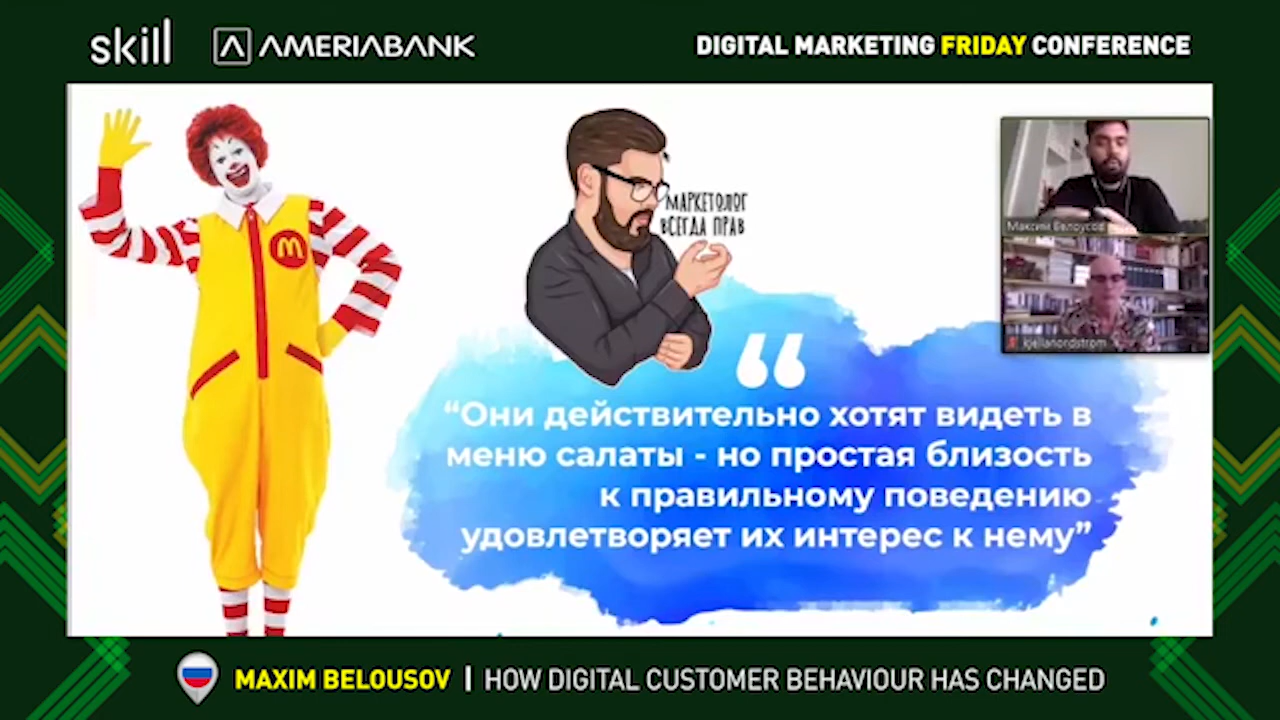 skill AMERIABANK
DIGITAL MARKETING FRIDAY CONFERENCE
МАРКЕТОЛОГ
ВСЕГДА ПРАВ
Максим Белоусов
kjellanordstrom
“
“Они действительно хотят видеть в
меню салаты - но простая близость
к правильному поведению
удовлетворяет их интерес к нему”
MAXIM BELOUSOV | HOW DIGITAL CUSTOMER BEHAVIOUR HAS CHANGED